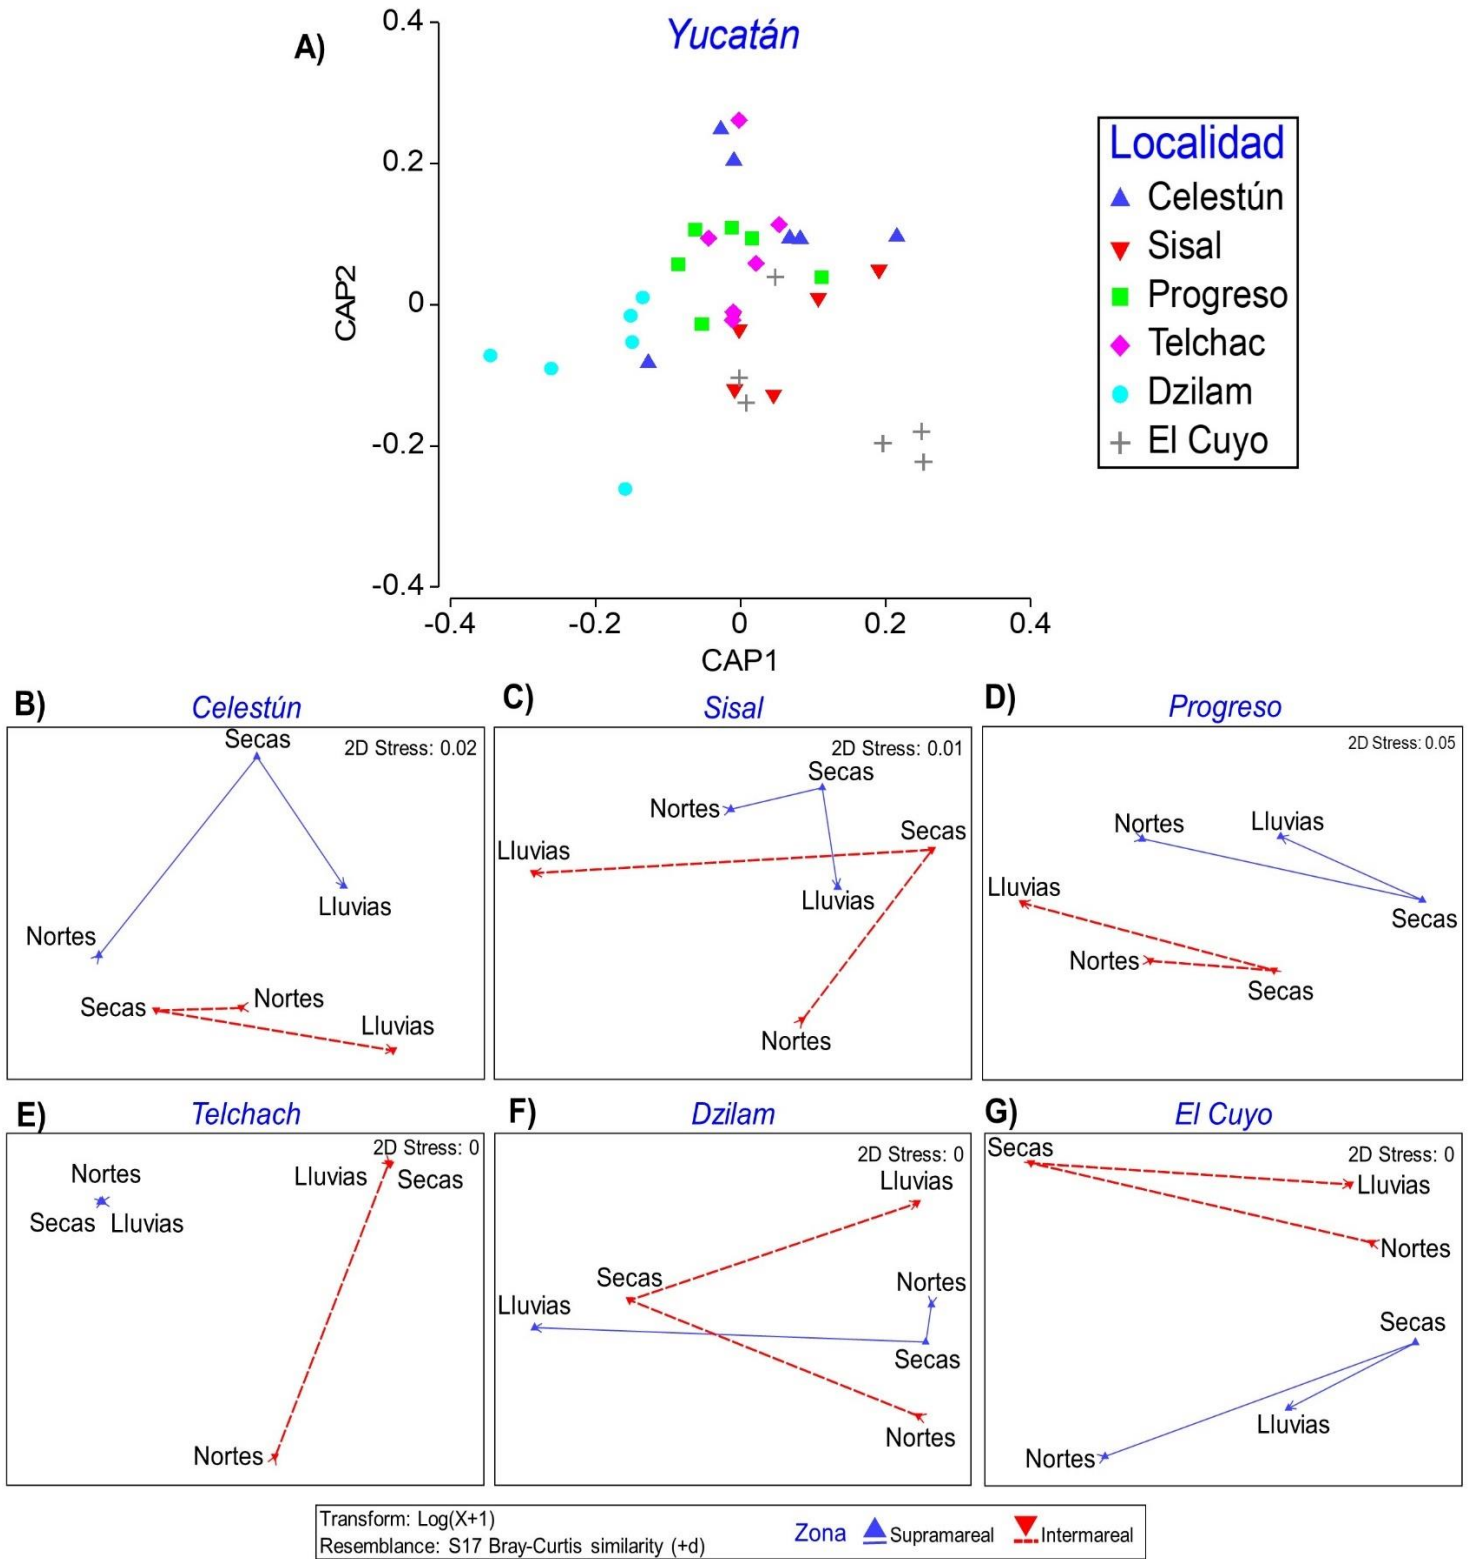 A)
Yucatán
0.4
0.2
0
-0.2
-0.4
CAP2
-0.4
-0.2
0
0.2
0.4
CAP1
Localidad
Celestún
Sisal
Progreso
Telchac
Dzilam
El Cuyo
B)
Celestún
2D Stress: 0.02
Secas
Lluvias
Nortes
Secas
Nortes
Lluvias
C)
Sisal
2D Stress: 0.01
Secas
Nortes
Secas
Lluvias
Lluvias
Nortes
D)
Progreso
2D Stress: 0.05
Nortes
Lluvias
Lluvias
Secas
Nortes
Secas
E)
Telchach
2D Stress: 0
Nortes
Lluvias
Secas
Secas
Lluvias
Nortes
F)
Dzilam
2D Stress: 0
Lluvias
Secas
Nortes
Lluvias
Secas
Nortes
G)
El Cuyo
Secas
2D Stress: 0
Lluvias
Nortes
Secas
Lluvias
Nortes
Transform: Log(X+1)
Resemblance: S17 Bray-Curtis similarity (+d)
Zona
Supramareal
Intermareal